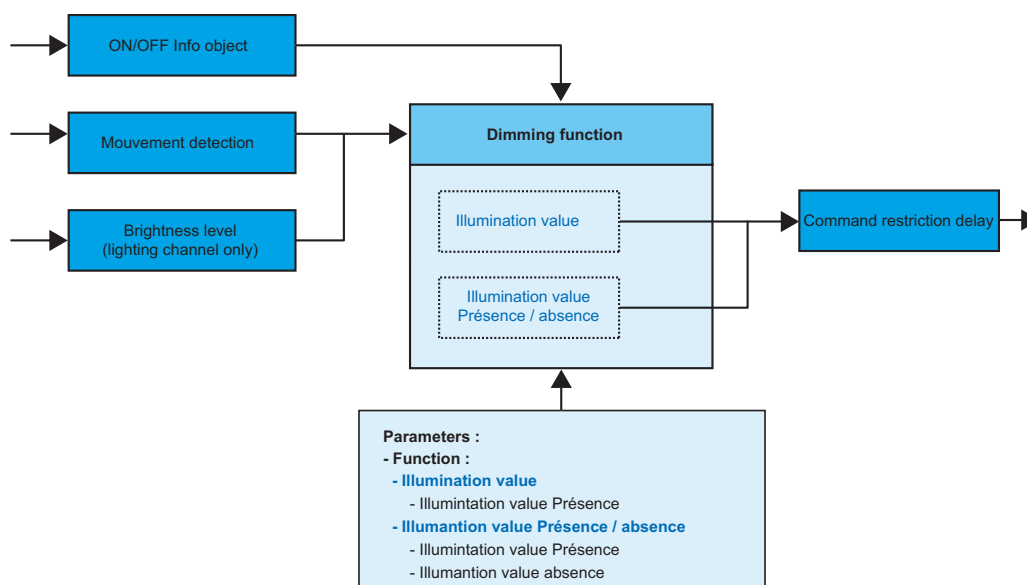 ON/OFF Info object
Mouvement detection
Brightness level
(lighting channel only)
Dimming function
Illumination value
Illumination value
Présence / absence
Command restriction delay
Parameters :
- Function :
- Illumination value
- Illumintation value Présence
- Illumantion value Présence / absence
- Illumintation value Présence
- Illumantion value absence